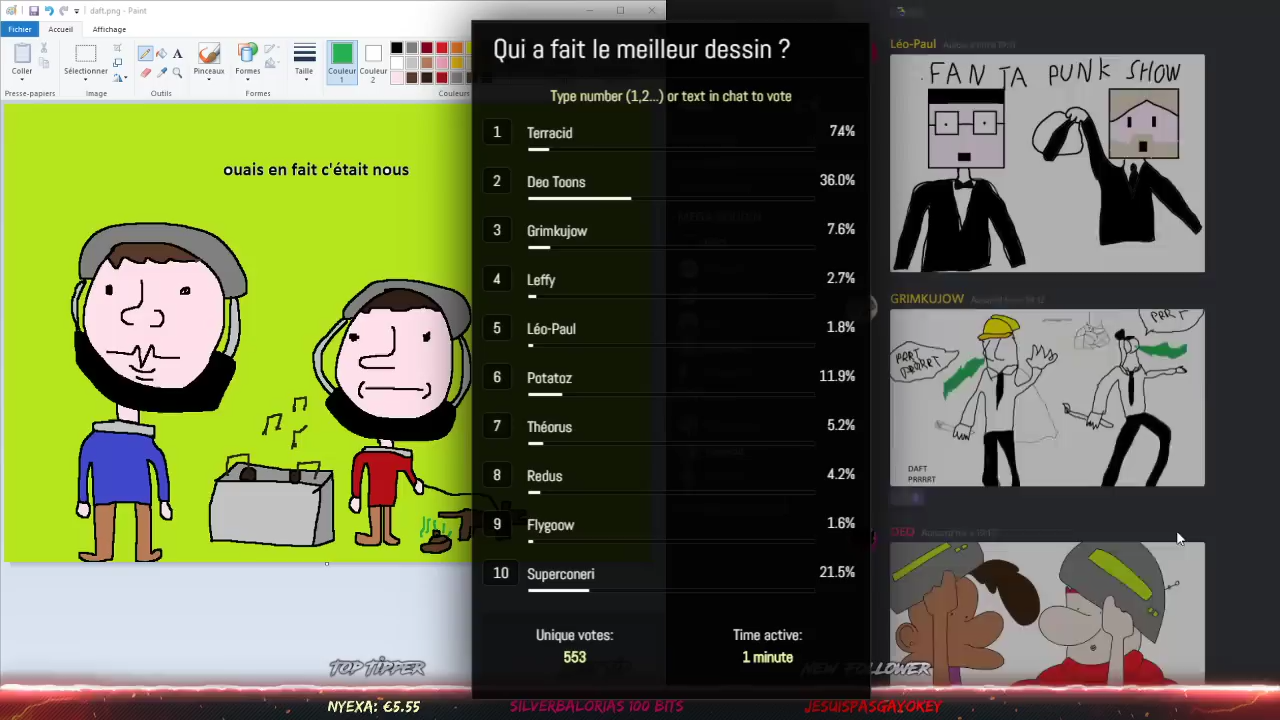 daft.png - Paint
Fichier
Accueil
Affichage
Coller
Sélectionner
Pinceaux
Formes
Taille
Couleur
1
Couleur
2
Presse-papiers
Image
Outils
Formes
Couleurs
ouais en fait c'était nous
Qui a fait le meilleur dessin ?
Type number (1,2...) or text in chat to vote
1 Terracid 7.4%
2 Deo Toons 36.0%
3 Grimkujow 7.6%
4 Leffy 2.7%
5 Léo-Paul 1.8%
6 Potatoz 11.9%
7 Théorus 5.2%
8 Redus 4.2%
9 Flygoow 1.6%
10 Superconeri 21.5%
Unique votes:
553
Time active:
1 minute
Léo-Paul
FANTA PUNK SHOW
GRIMKUJOW
PRRT
PRRRRT
PRRT
DAFT
PRRRRT
DEO
TOP TIPPER
NEW FOLLOWER
NYEXA: €5.55
SILVERBALORIAS 100 BITS
JESUISPASGAYOKEY